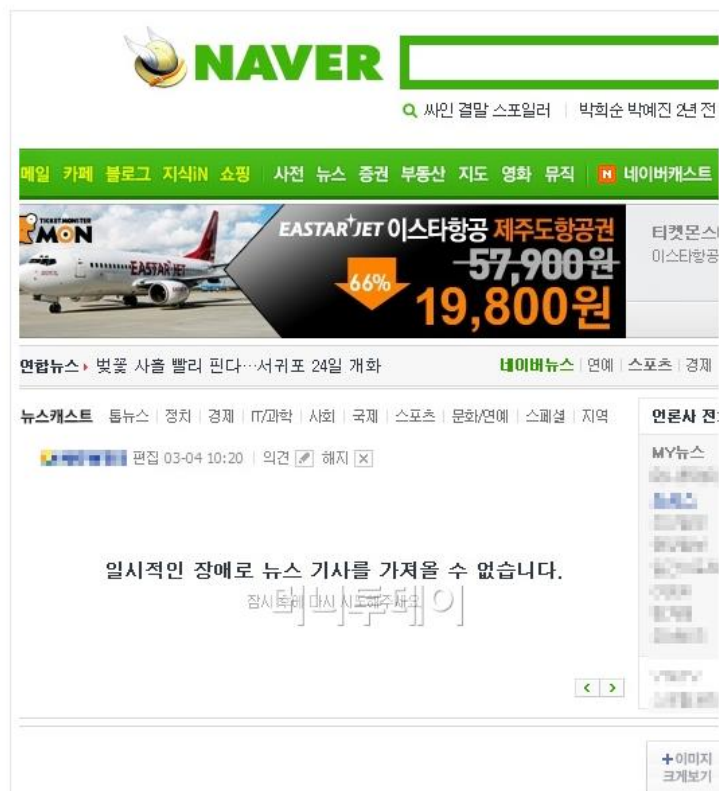 NAVER
싸인 결말 스포일러 | 박희순 박예진 2년 전
메일 카페 블로그 지식iN 쇼핑 | 사전 뉴스 증권 부동산 지도 영화 뮤직 | N 네이버캐스트
TICKET MONSTER
TMON
EASTAR JET
EASTAR JET 이스타항공 제주도항공권
57,900원
66%
19,800원
티켓몬스
이스타항공
연합뉴스 벚꽃 사흘 빨리 핀다…서귀포 24일 개화
네이버뉴스 | 연예 | 스포츠 | 경제
뉴스캐스트 톱뉴스 | 정치 | 경제 | IT/과학 | 사회 | 국제 | 스포츠 | 문화/연예 | 스페셜 | 지역
언론사 전
편집 03-04 10:20 | 의견 해지
MY뉴스
일시적인 장애로 뉴스 기사를 가져올 수 없습니다.
잠시 후에 다시 시도해주세요
머니투데이
+이미지
크게보기